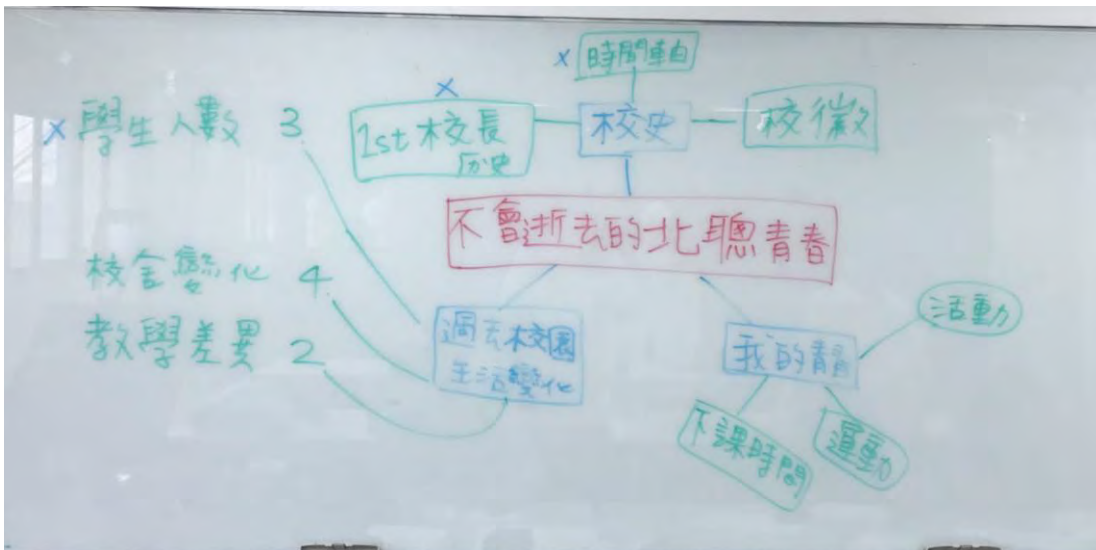 x 時間軸
x
1st 校長
历史
校史
校徽
x 學生人數 3
不會逝去的北聰青春
校舍變化 4
教學差異 2
過去校園
生活變化
我的青春
活動
下課時間
運動